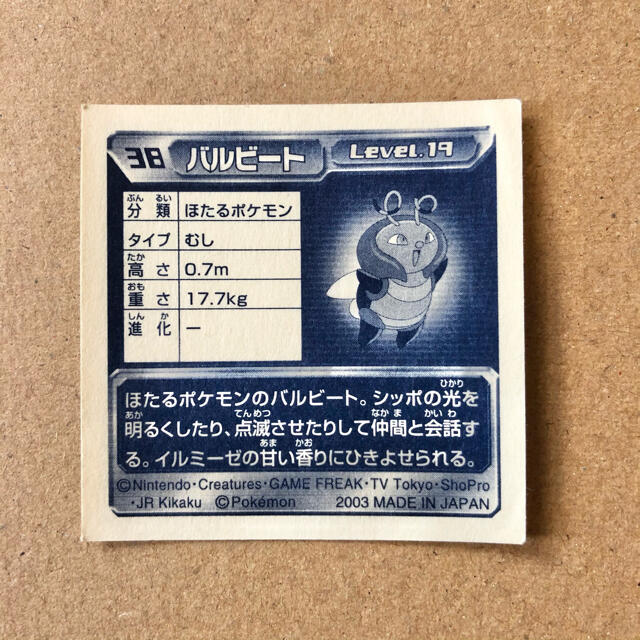 38 バルビート Level.19
ぶん るい
分 類 ほたるポケモン
タイプ むし
たか
高 さ 0.7m
おも
重 さ 17.7kg
しん か
進 化 ー
ひかり
ほたるポケモンのバルビート。シッポの光を
あか てんめつ なか ま かい わ
明るくしたり、点滅させたりして仲間と会話す
あま かお
る。イルミーゼの甘い香りにひきよせられる。
©Nintendo・Creatures・GAME FREAK・TV Tokyo・ShoPro
・JR Kikaku ©Pokémon 2003 MADE IN JAPAN